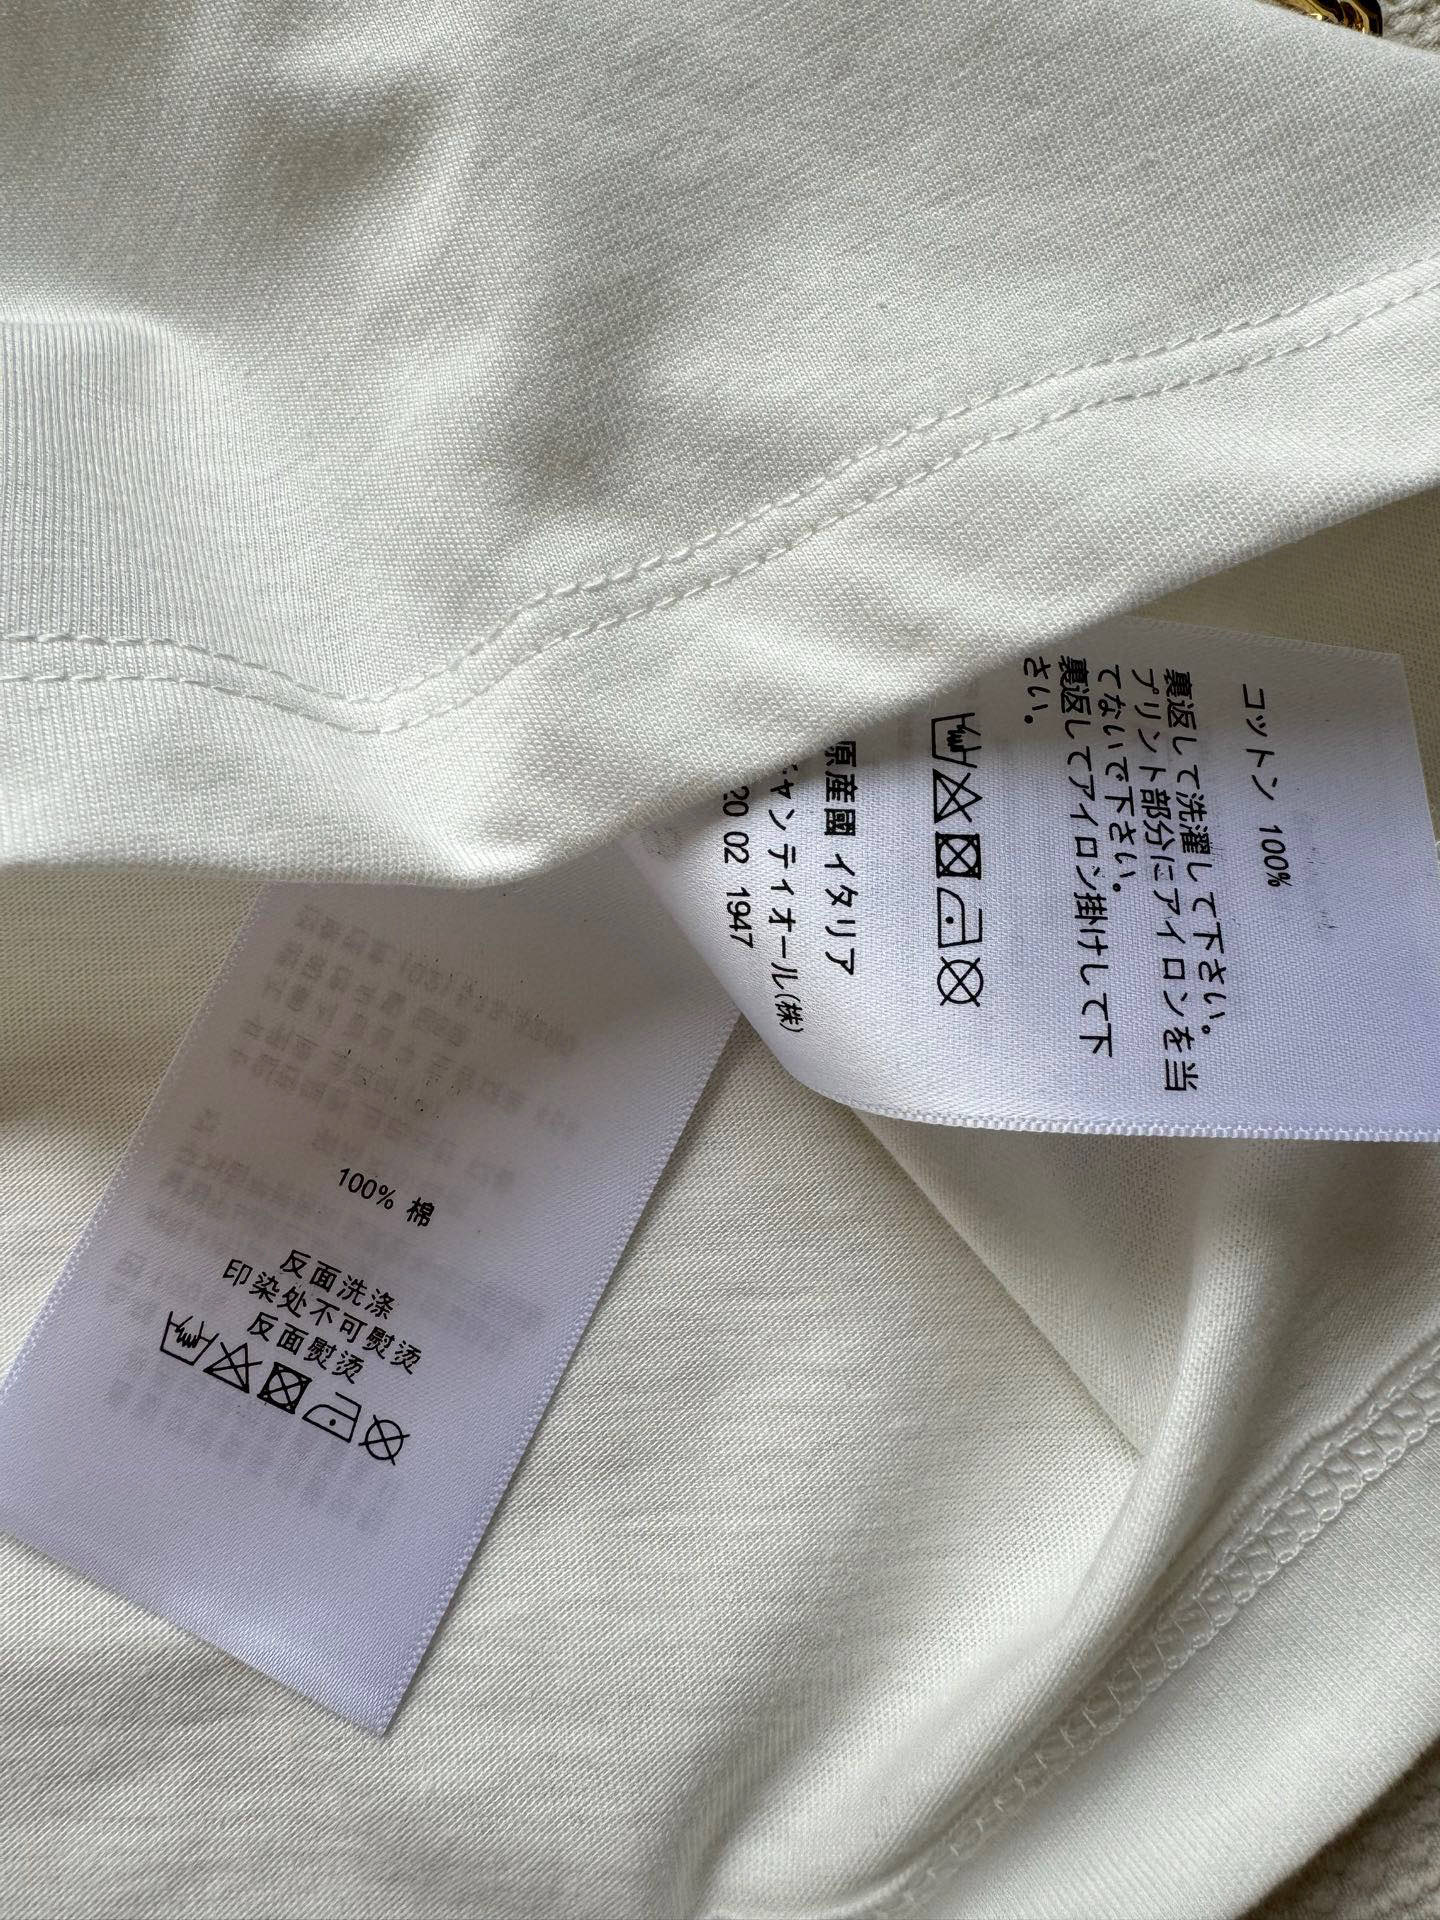 コットン 100%
裏返して洗濯して下さい。
プリント部分にアイロンを当
てないで下さい。
裏返してアイロン掛けして下
さい。
原産國 イタリア
ャンディオール(株)
20 02 1947
100% 棉
反面洗涤
印染处不可熨烫
反面熨烫